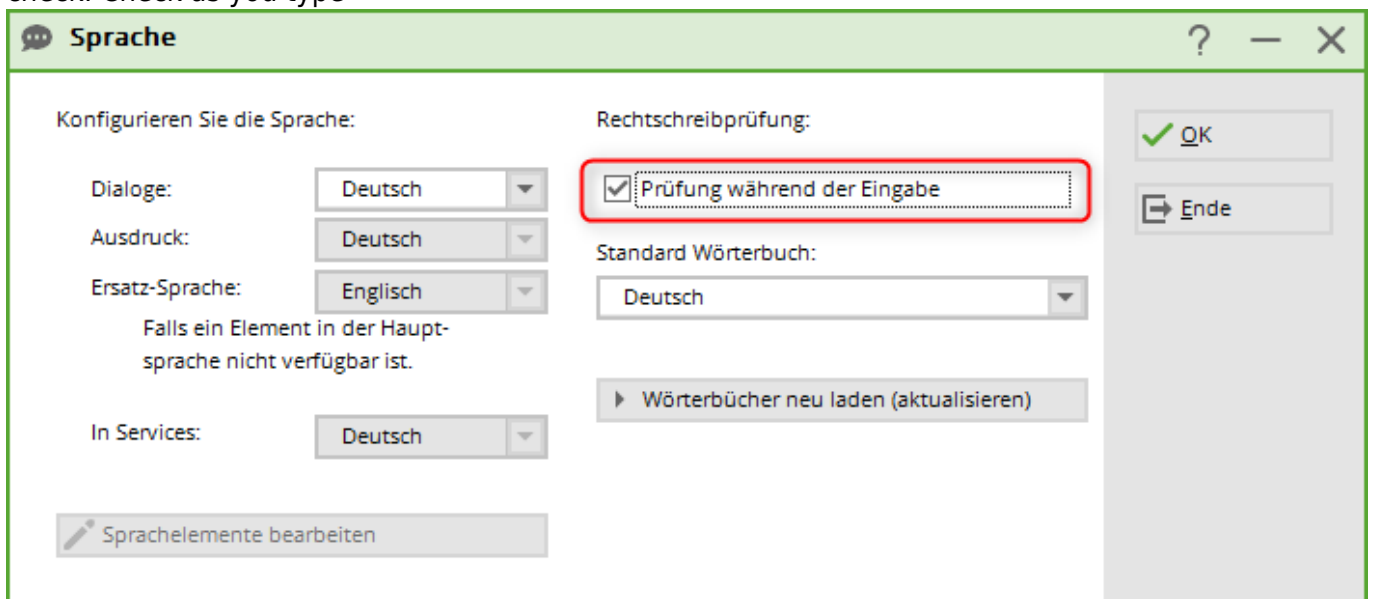 Sprache
Konfigurieren Sie die Sprache:
Dialoge:
Deutsch
Ausdruck:
Deutsch
Ersatz-Sprache:
Englisch
Falls ein Element in der Haupt-
sprache nicht verfügbar ist.
In Services:
Deutsch
Sprachelemente bearbeiten
Rechtschreibprüfung:
Prüfung während der Eingabe
Standard Wörterbuch:
Deutsch
Wörterbücher neu laden (aktualisieren)
OK
Ende